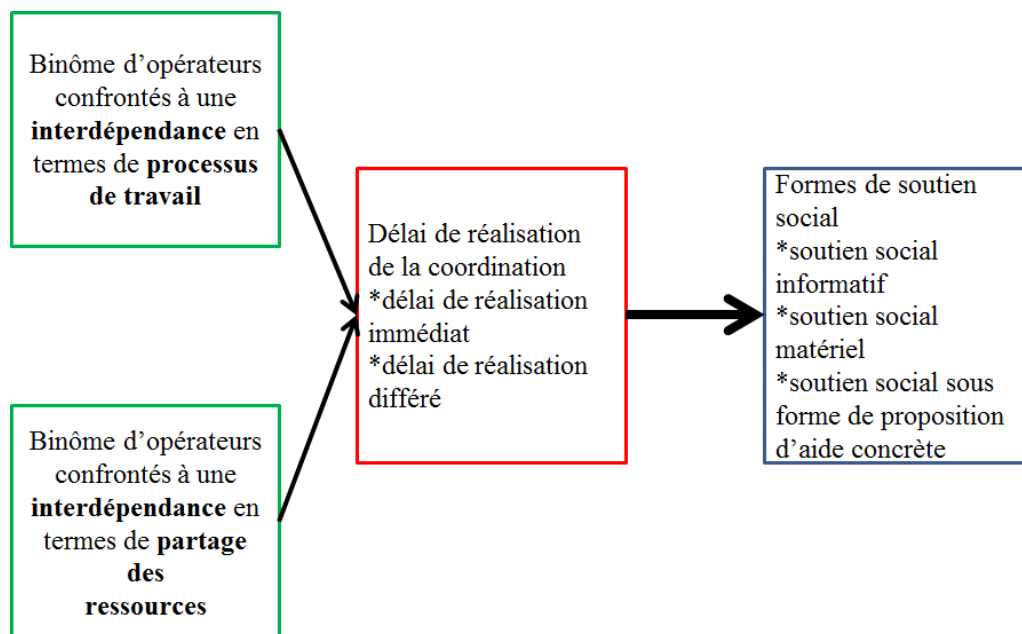 Binôme d’opérateurs
confrontés à une
interdépendance en
termes de processus
de travail
Délai de réalisation
de la coordination
*délai de réalisation
immédiat
*délai de réalisation
différé
Formes de soutien
social
*soutien social
informatif
*soutien social
matériel
*soutien social sous
forme de proposition
d’aide concrète
Binôme d’opérateurs
confrontés à une
interdépendance en
termes de partage
des
ressources